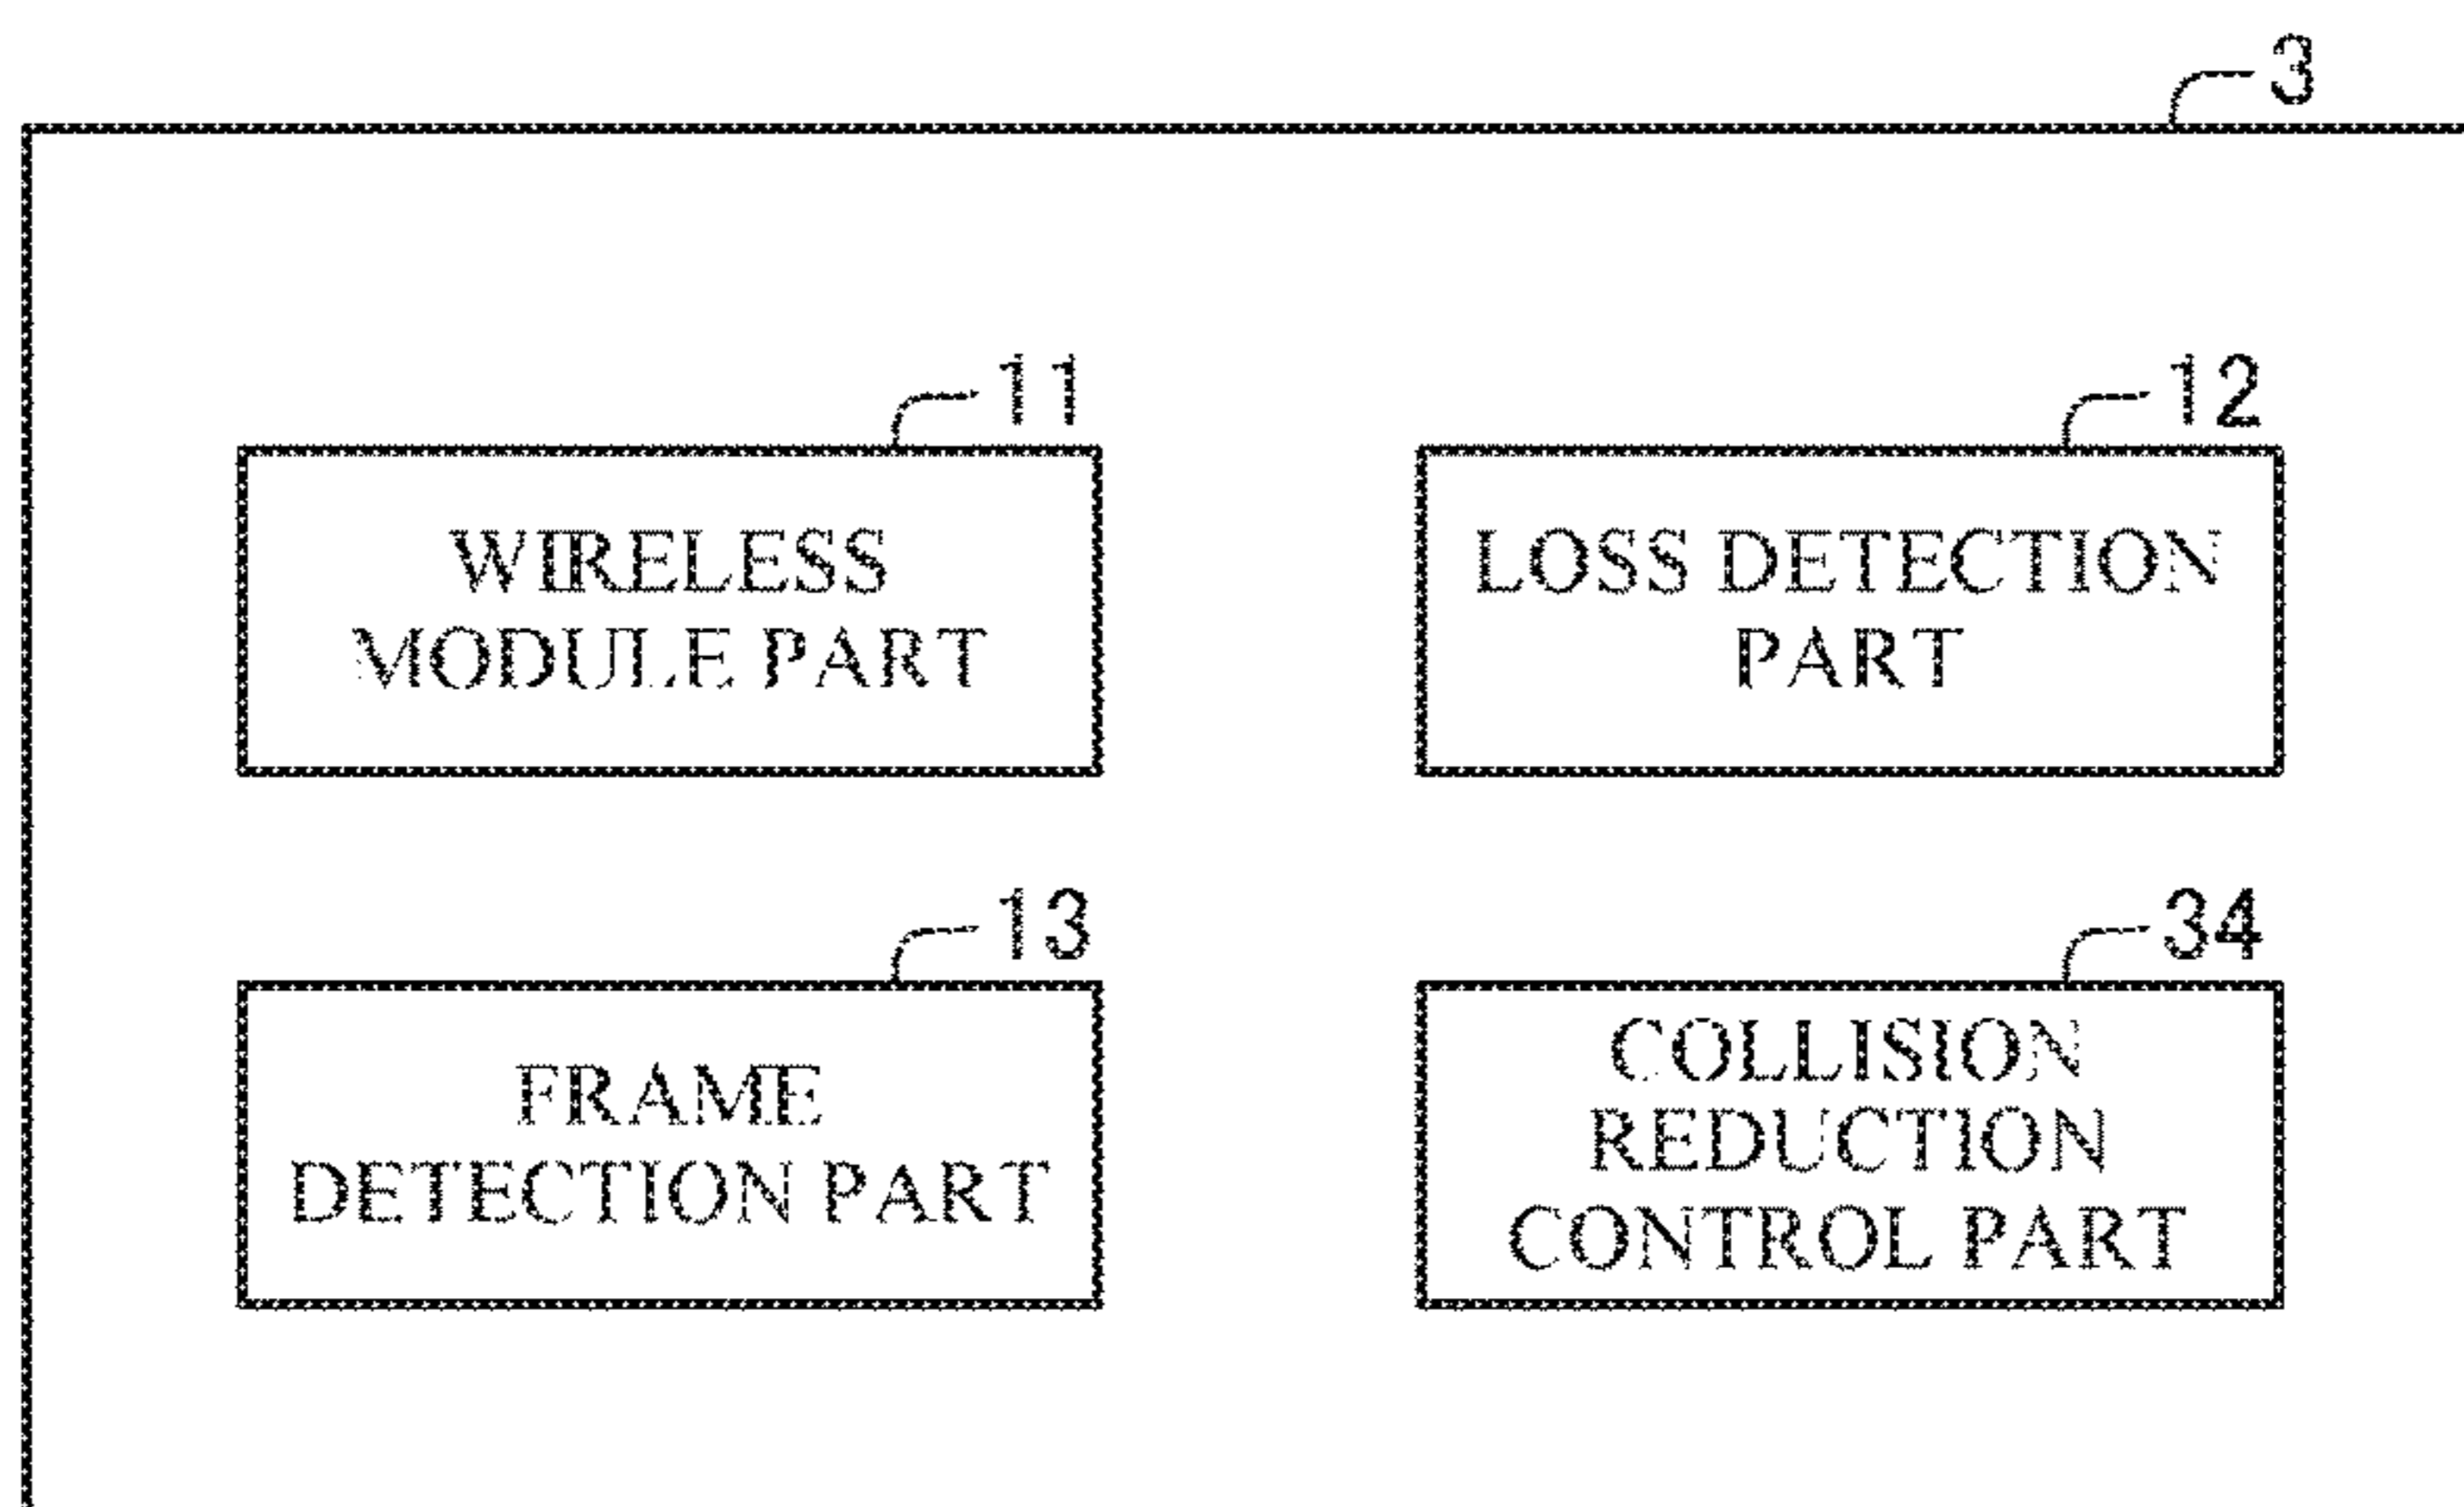 3
11
WIRELESS
MODULE PART
12
LOSS DETECTION
PART
13
FRAME
DETECTION PART
34
COLLISION
REDUCTION
CONTROL PART